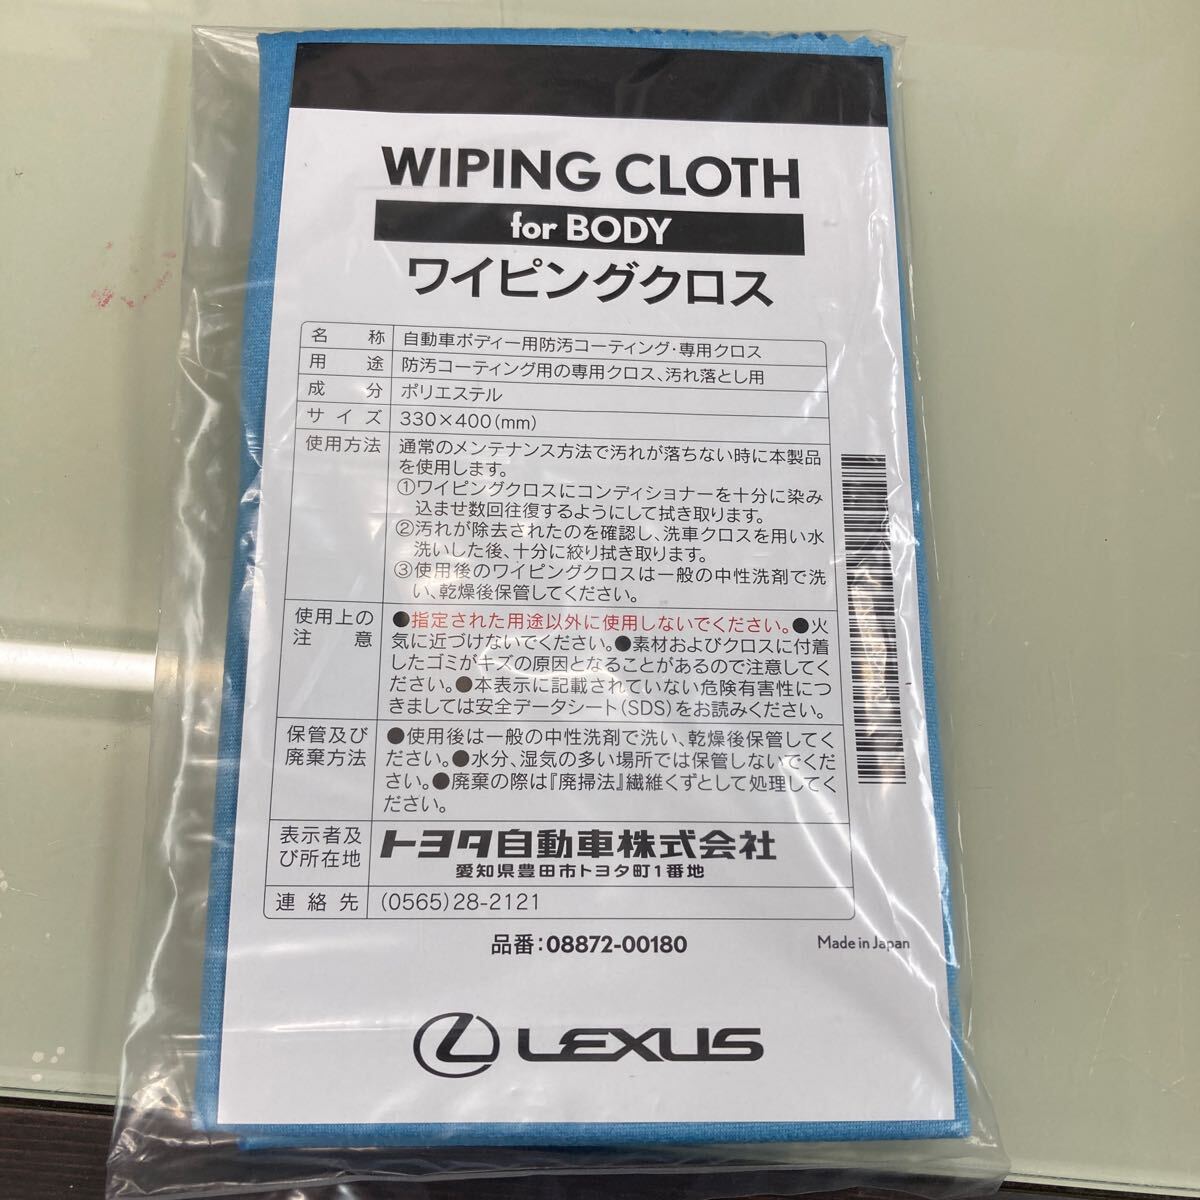 WIPING CLOTH
for BODY
ワイピングクロス
名称 自動車ボディー用防汚コーティング・専用クロス
用途 防汚コーティング用の専用クロス、汚れ落とし用
成分 ポリエステル
サイズ 330×400(mm)
使用方法 通常のメンテナンス方法で汚れが落ちない時に本製品
を使用します。
①ワイピングクロスにコンディショナーを十分に染み
込ませ数回往復するようにして拭き取ります。
②汚れが除去されたのを確認し、洗車クロスを用い水
洗いした後、十分に絞り拭き取ります。
③使用後のワイピングクロスは一般の中性洗剤で洗
い、乾燥後保管してください。
使用上の
注意
●指定された用途以外に使用しないでください。●火
気に近づけないでください。●素材およびクロスに付着
したゴミがキズの原因となることがあるので注意してく
ださい。●本表示に記載されていない危険有害性につ
きましては安全データシート(SDS)をお読みください。
保管及び
廃棄方法
●使用後は一般の中性洗剤で洗い、乾燥後保管してく
ださい。●水分、湿気の多い場所では保管しないでくだ
さい。●廃棄の際は『廃掃法』繊維くずとして処理してく
ださい。
表示者及
び所在地
トヨタ自動車株式会社
愛知県豊田市トヨタ町1番地
連絡先 (0565)28-2121
品番:08872-00180
Made in Japan
LEXUS